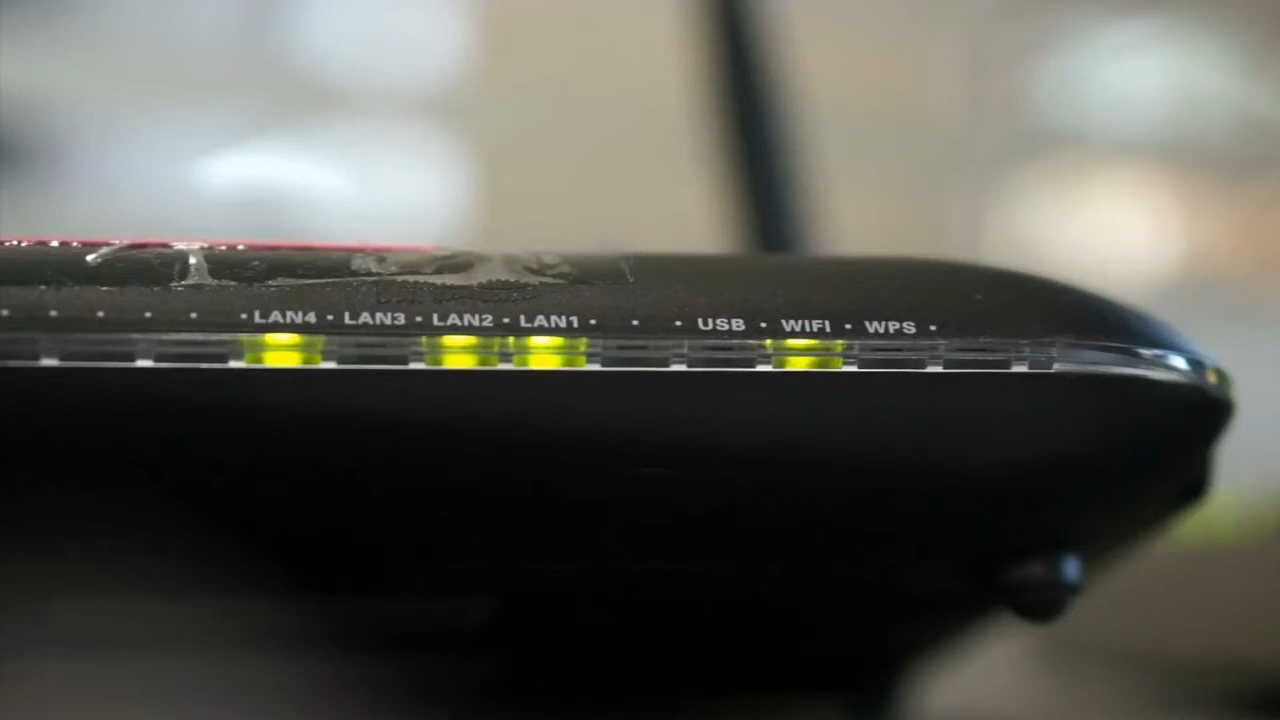 • LAN4 • LAN3 • LAN2 • LAN1 • • • USB • WIFI • WPS •